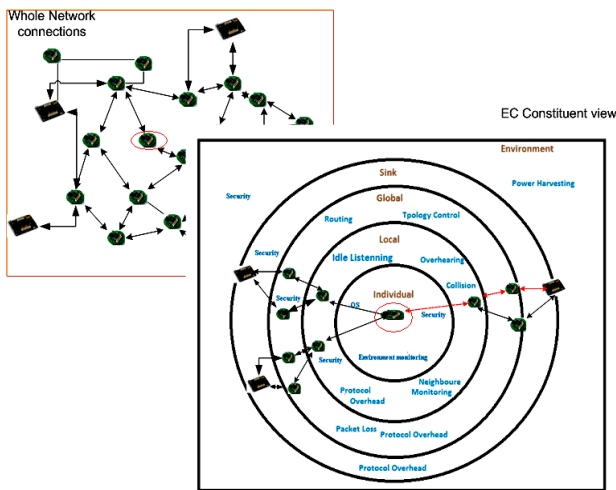 Whole Network
connections
EC Constituent view
Environment
Sink
Power Harvesting
Security
Global
Routing
Tpology Control
Local
Security
Idle Listenning
Overhearing
Collision
Security
Individual
OS
Security
Security
Environment monitoring
Neighboure
Monitoring
Protocol
Overhead
Packet Loss
Protocol Overhead
Protocol Overhead